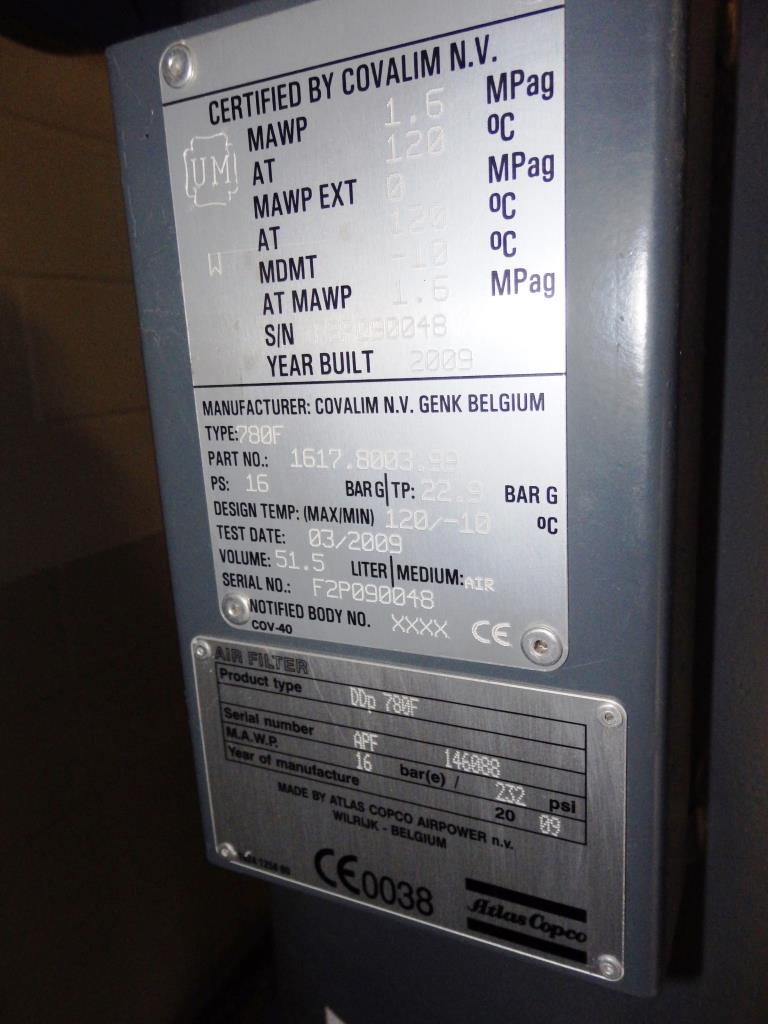 CERTIFIED BY COVALIM N.V.
UM
W
MAWP 1.6 MPag
AT 120 ºC
MAWP EXT 0 MPag
AT 120 ºC
MDMT -10 ºC
AT MAWP 1.6 MPag
S/N F2P090048
YEAR BUILT 2009
MANUFACTURER: COVALIM N.V. GENK BELGIUM
TYPE:780F
PART NO.:
PS: 16 BAR G TP: 22.9 BAR G
DESIGN TEMP: (MAX/MIN) 120/-10 ºC
TEST DATE: 03/2009
VOLUME: 51.5 LITER MEDIUM:AIR
SERIAL NO.: F2P090048
NOTIFIED BODY NO. XXXX CE
COV-40
AIR FILTER
Product type DDp 780F
Serial number APF 146088
M.A.W.P. 16 bar(e) / 232 psi
Year of manufacture 20 09
MADE BY ATLAS COPCO AIRPOWER n.v.
WILRIJK - BELGIUM
CE0038
Atlas Copco